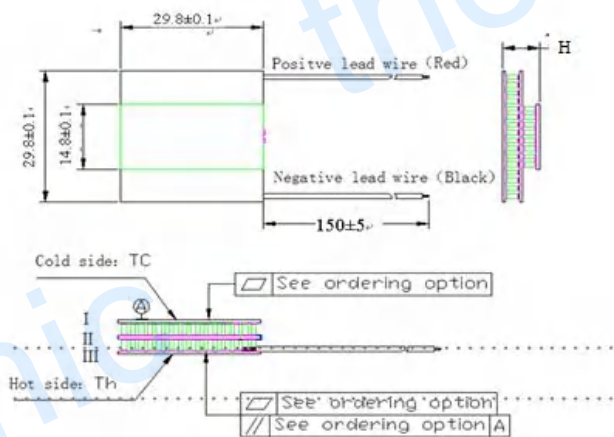 29.8±0.1
H
Positve lead wire (Red)
29.8±0.1
14.8±0.1
Negative lead wire (Black)
150±5
Cold side: TC
See ordering option
A
I
II
III
Hot side: Th
See ordering option
// See ordering option A